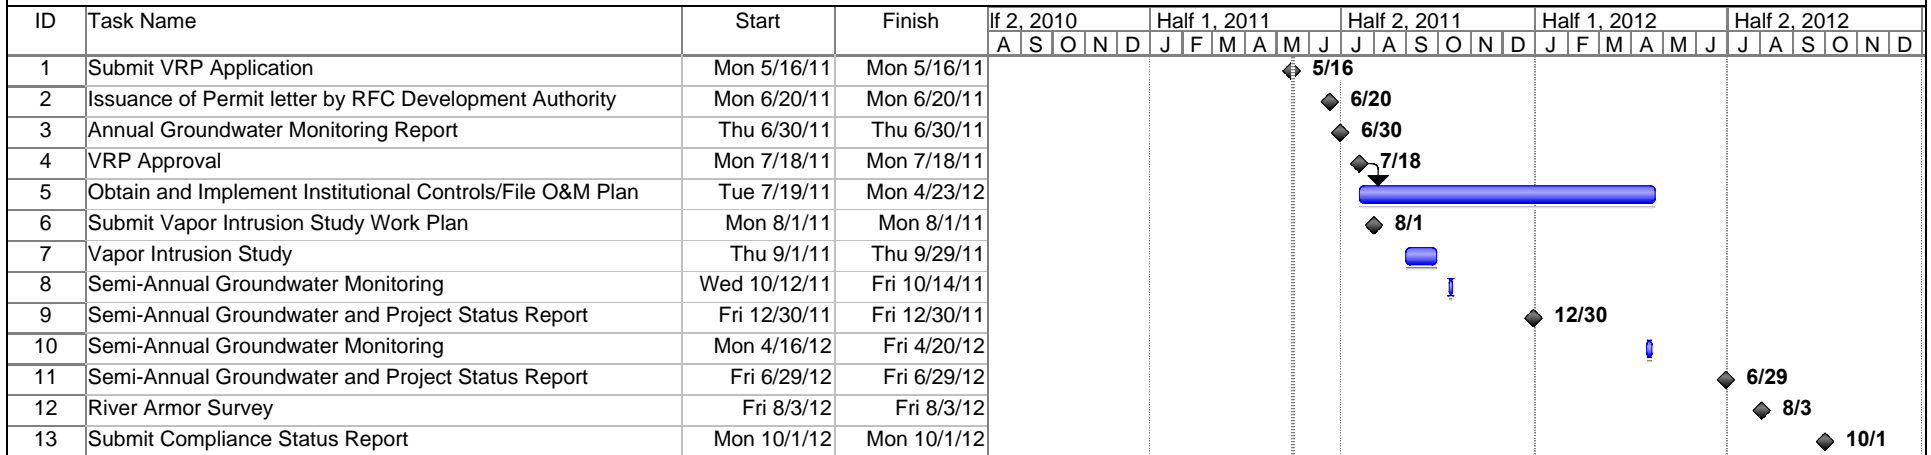 ID Task Name Start Finish lf 2, 2010 Half 1, 2011 Half 2, 2011 Half 1, 2012 Half 2, 2012
A S O N D J F M A M J J A S O N D J F M A M J J A S O N D
1 Submit VRP Application Mon 5/16/11 Mon 5/16/11 5/16
2 Issuance of Permit letter by RFC Development Authority Mon 6/20/11 Mon 6/20/11 6/20
3 Annual Groundwater Monitoring Report Thu 6/30/11 Thu 6/30/11 6/30
4 VRP Approval Mon 7/18/11 Mon 7/18/11 7/18
5 Obtain and Implement Institutional Controls/File O&M Plan Tue 7/19/11 Mon 4/23/12
6 Submit Vapor Intrusion Study Work Plan Mon 8/1/11 Mon 8/1/11 8/1
7 Vapor Intrusion Study Thu 9/1/11 Thu 9/29/11
8 Semi-Annual Groundwater Monitoring Wed 10/12/11 Fri 10/14/11
9 Semi-Annual Groundwater and Project Status Report Fri 12/30/11 Fri 12/30/11 12/30
10 Semi-Annual Groundwater Monitoring Mon 4/16/12 Fri 4/20/12
11 Semi-Annual Groundwater and Project Status Report Fri 6/29/12 Fri 6/29/12 6/29
12 River Armor Survey Fri 8/3/12 Fri 8/3/12 8/3
13 Submit Compliance Status Report Mon 10/1/12 Mon 10/1/12 10/1